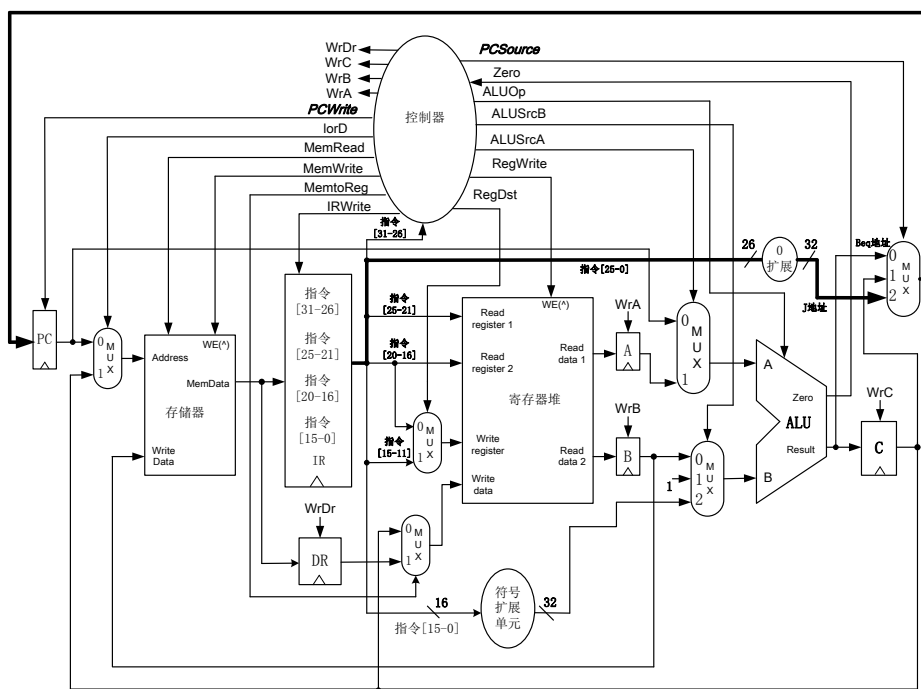 PCSource
WrDr
WrC
WrB
WrA
Zero
ALUOp
PCWrite
控制器
ALUSrcB
IorD
ALUSrcA
MemRead
RegWrite
MemWrite
MemtoReg
RegDst
IRWrite
指令
[31-26]
26
0
扩展
32
Beq地址
指令[25-0]
J地址
0
1
2
M
U
X
指令
[31-26]
指令
[25-21]
指令
[20-16]
指令
[15-0]
IR
指令
[25-21]
指令
[20-16]
指令
[15-11]
WE(^)
Read
register 1
Read
register 2
Write
register
Write
data
Read
data 1
Read
data 2
寄存器堆
PC
0
1
M
U
X
WE(^)
Address
MemData
存储器
Write
Data
WrA
A
0
M
U
X
1
A
Zero
ALU
Result
B
WrC
C
WrB
B
0
1
2
M
U
X
1
0
1
M
U
X
WrDr
DR
0
1
M
U
X
16
符号
扩展
单元
32
指令[15-0]